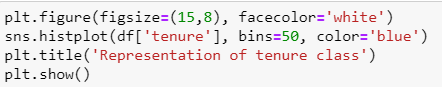 plt.figure(figsize=(15,8), facecolor='white')
sns.histplot(df['tenure'], bins=50, color='blue')
plt.title('Representation of tenure class')
plt.show()